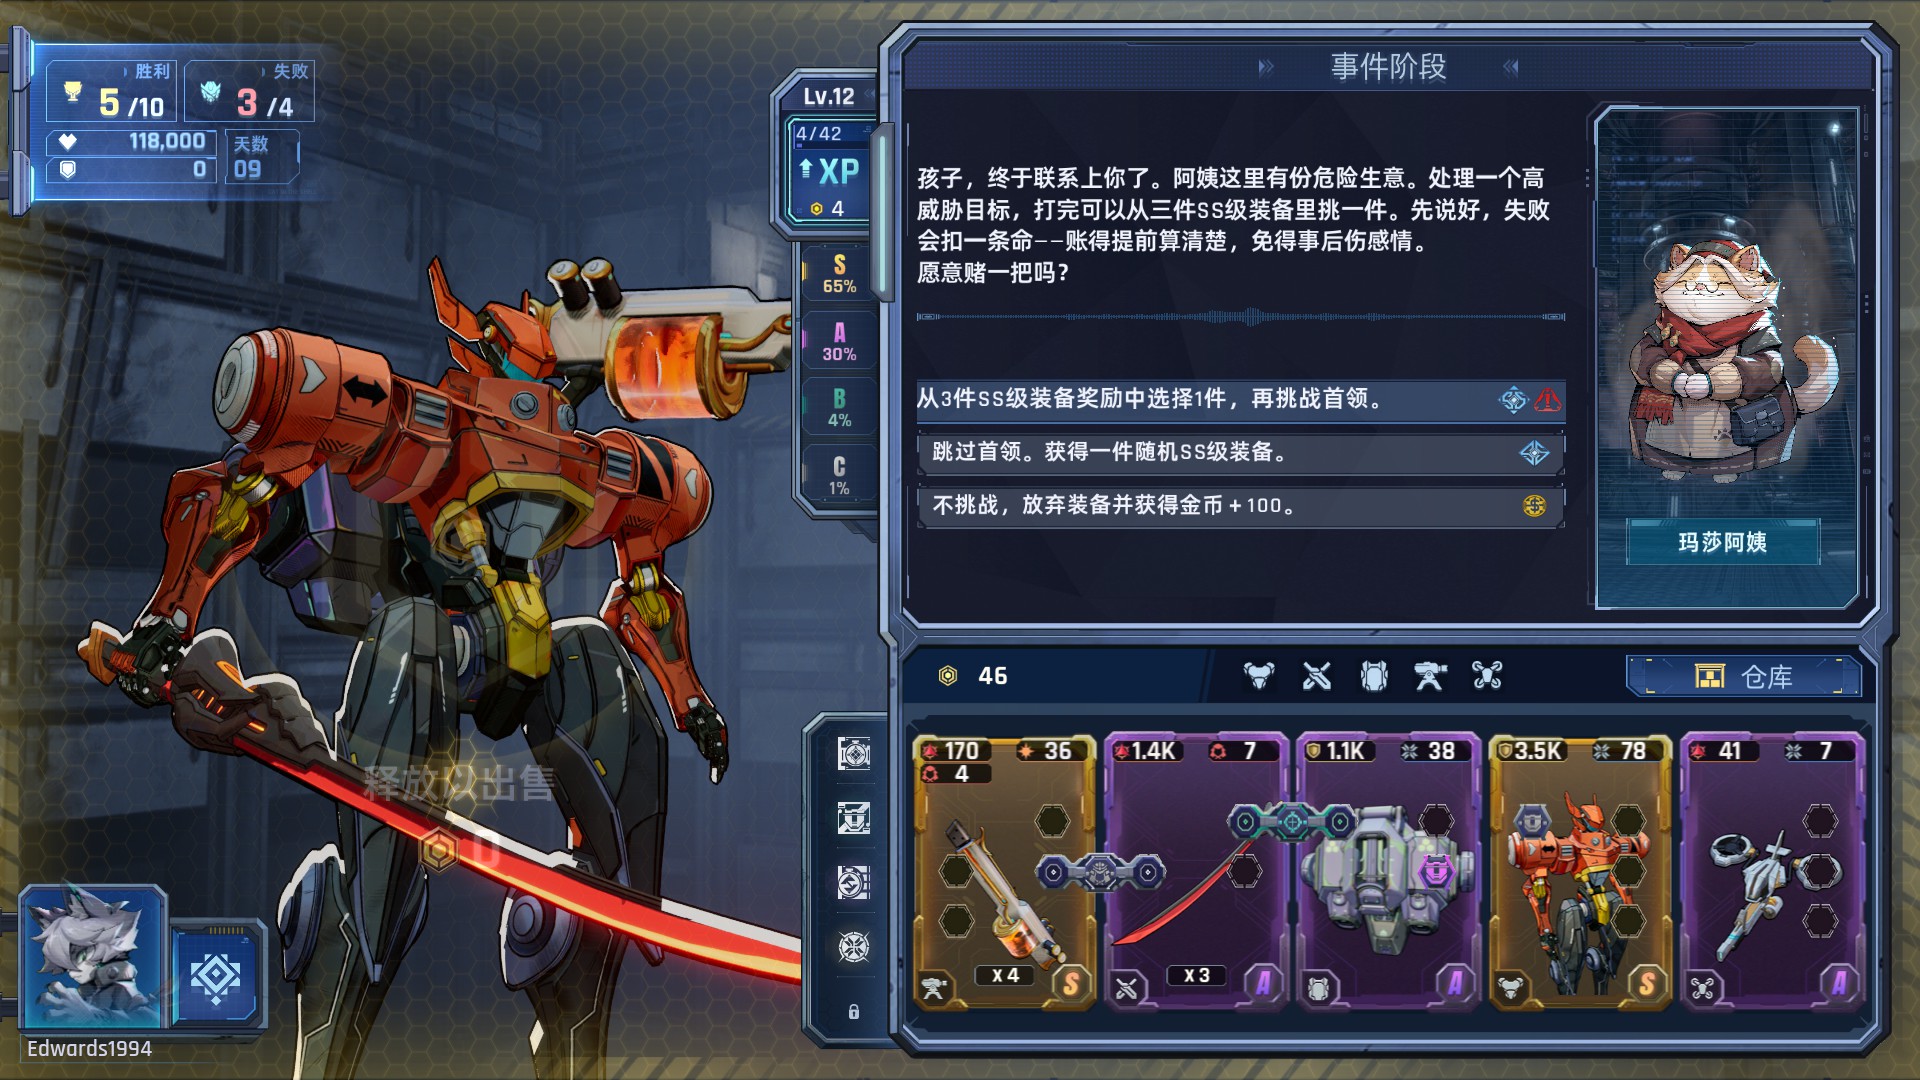 胜利
5/10
失败
3/4
118,000
0
天数
09
Lv.12
4/42
XP
4
S
65%
A
30%
B
4%
C
1%
事件阶段
孩子，终于联系上你了。阿姨这里有份危险生意。处理一个高
威胁目标，打完可以从三件SS级装备里挑一件。先说好，失败
会扣一条命——账得提前算清楚，免得事后伤感情。
愿意赌一把吗？
从3件SS级装备奖励中选择1件，再挑战首领。
跳过首领。获得一件随机SS级装备。
不挑战，放弃装备并获得金币+100。
玛莎阿姨
46
仓库
释放以出售
0
170
36
4
x4
S
1.4K
7
x3
A
1.1K
38
A
3.5K
78
S
41
7
A
Edwards1994